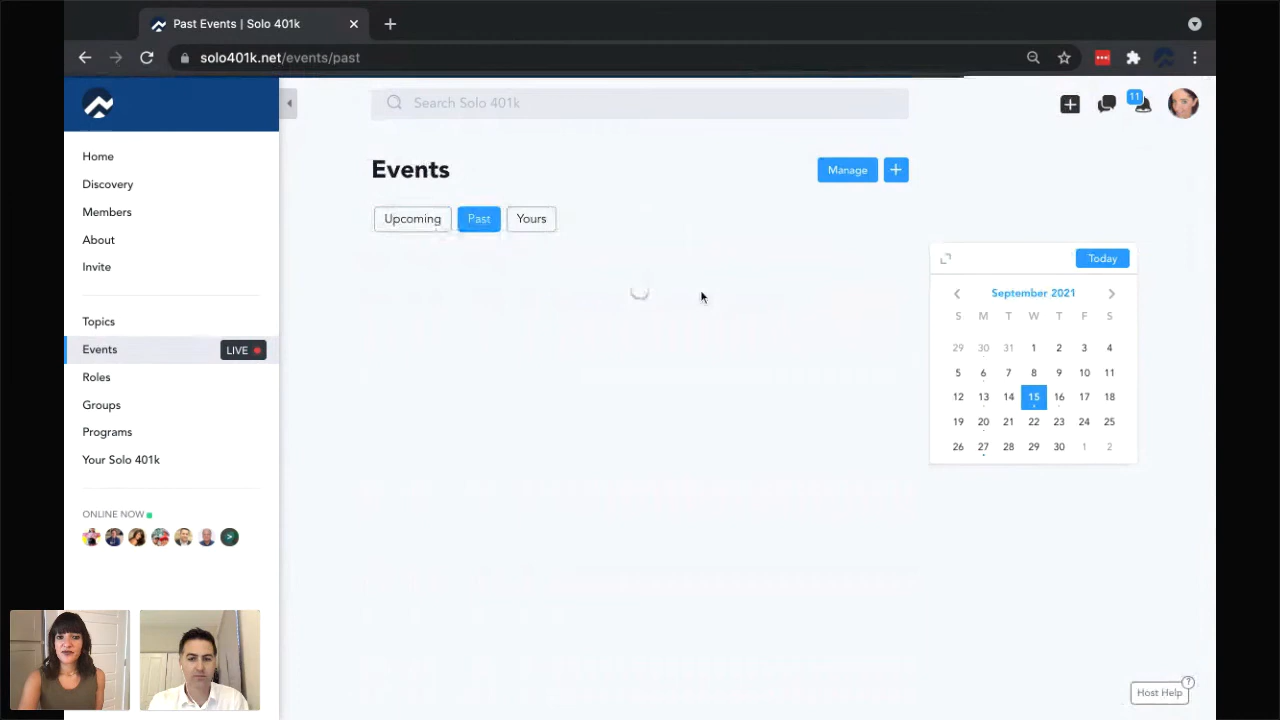 Past Events | Solo 401k
solo401k.net/events/past
Search Solo 401k
11
Home
Discovery
Members
About
Invite
Topics
Events
LIVE
Roles
Groups
Programs
Your Solo 401k
ONLINE NOW
Events
Manage
Upcoming
Past
Yours
Today
September 2021
S M T W T F S
29 30 31 1 2 3 4
5 6 7 8 9 10 11
12 13 14 15 16 17 18
19 20 21 22 23 24 25
26 27 28 29 30 1 2
Host Help
?